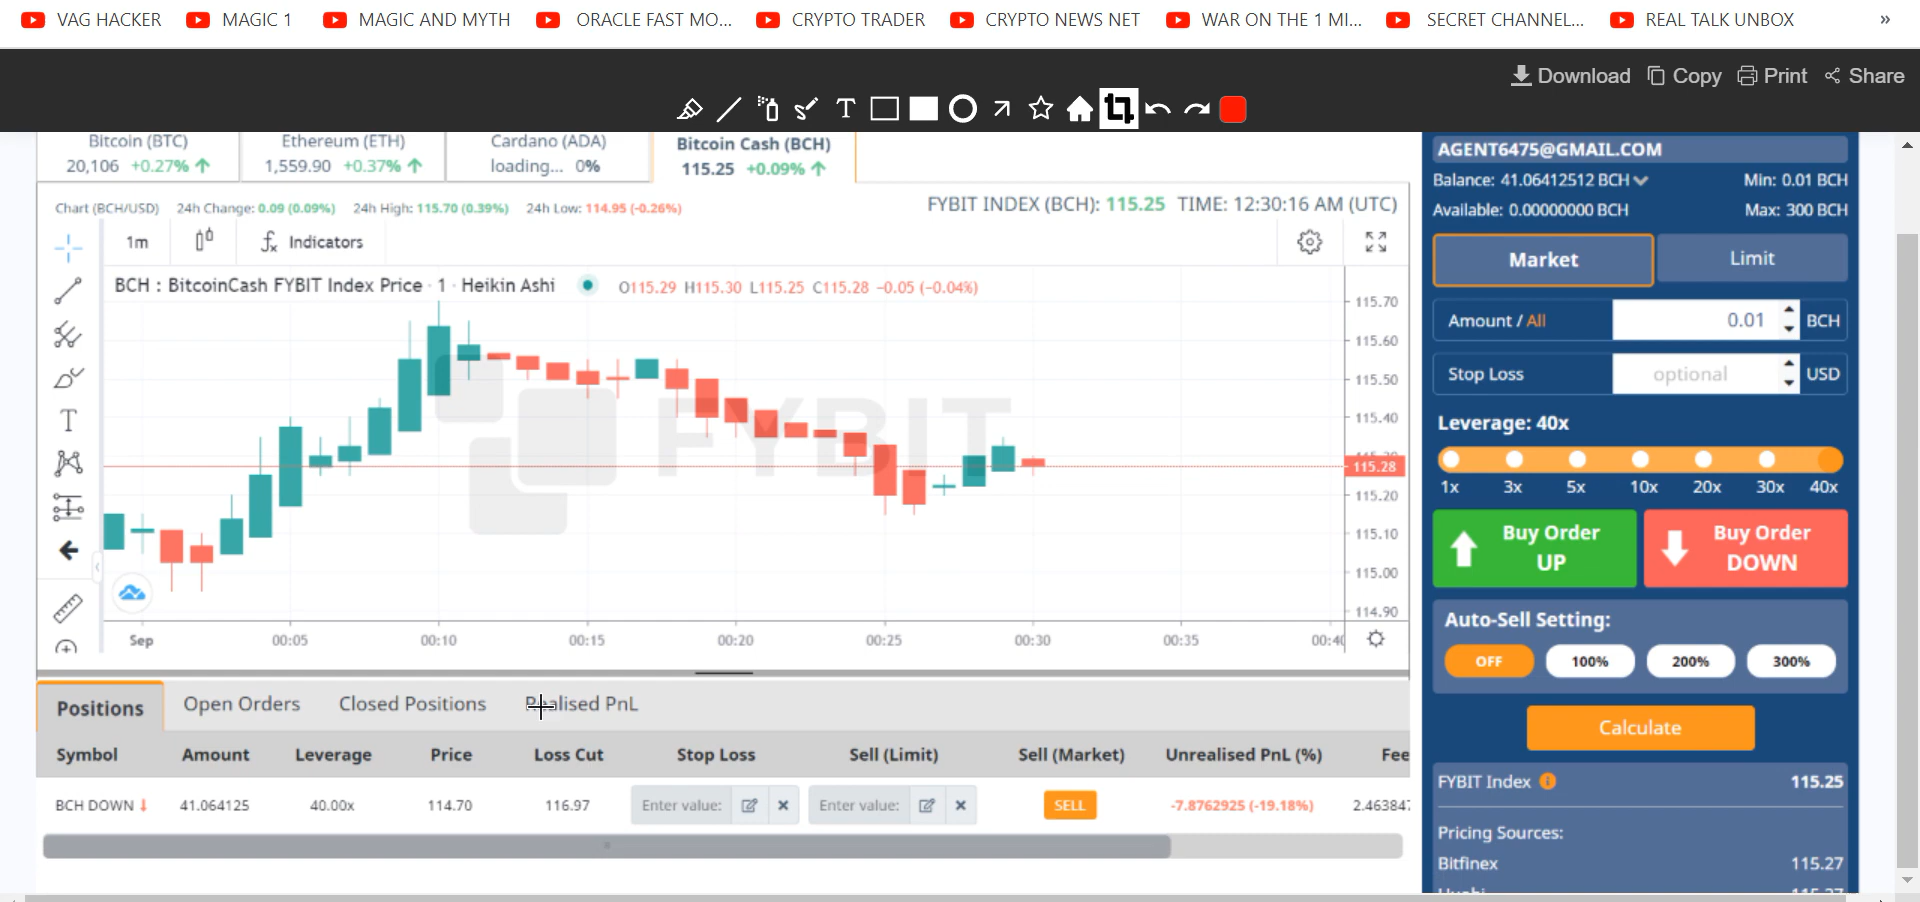 VAG HACKER MAGIC 1 MAGIC AND MYTH ORACLE FAST MO... CRYPTO TRADER CRYPTO NEWS NET WAR ON THE 1 MI... SECRET CHANNEL... REAL TALK UNBOX »
Download Copy Print Share
Bitcoin (BTC) Ethereum (ETH) Cardano (ADA) Bitcoin Cash (BCH)
20,106 +0.27% ↑ 1,559.90 +0.37% ↑ loading... 0% 115.25 +0.09% ↑
Chart (BCH/USD) 24h Change: 0.09 (0.09%) 24h High: 115.70 (0.39%) 24h Low: 114.95 (-0.26%) FYBIT INDEX (BCH): 115.25 TIME: 12:30:16 AM (UTC)
1m Indicators
BCH : BitcoinCash FYBIT Index Price · 1 · Heikin Ashi O115.29 H115.30 L115.25 C115.28 -0.05 (-0.04%)
FYBIT
115.70
115.60
115.50
115.40
115.28
115.20
115.10
115.00
114.90
Sep 00:05 00:10 00:15 00:20 00:25 00:30 00:35 00:40
Positions Open Orders Closed Positions Realised PnL
Symbol Amount Leverage Price Loss Cut Stop Loss Sell (Limit) Sell (Market) Unrealised PnL (%) Fee
BCH DOWN ↓ 41.064125 40.00x 114.70 116.97 Enter value: Enter value: SELL -7.8762925 (-19.18%) 2.463847
AGENT6475@GMAIL.COM
Balance: 41.06412512 BCH Min: 0.01 BCH
Available: 0.00000000 BCH Max: 300 BCH
Market Limit
Amount / All 0.01 BCH
Stop Loss optional USD
Leverage: 40x
1x 3x 5x 10x 20x 30x 40x
Buy Order UP
Buy Order DOWN
Auto-Sell Setting:
OFF 100% 200% 300%
Calculate
FYBIT Index 115.25
Pricing Sources:
Bitfinex 115.27